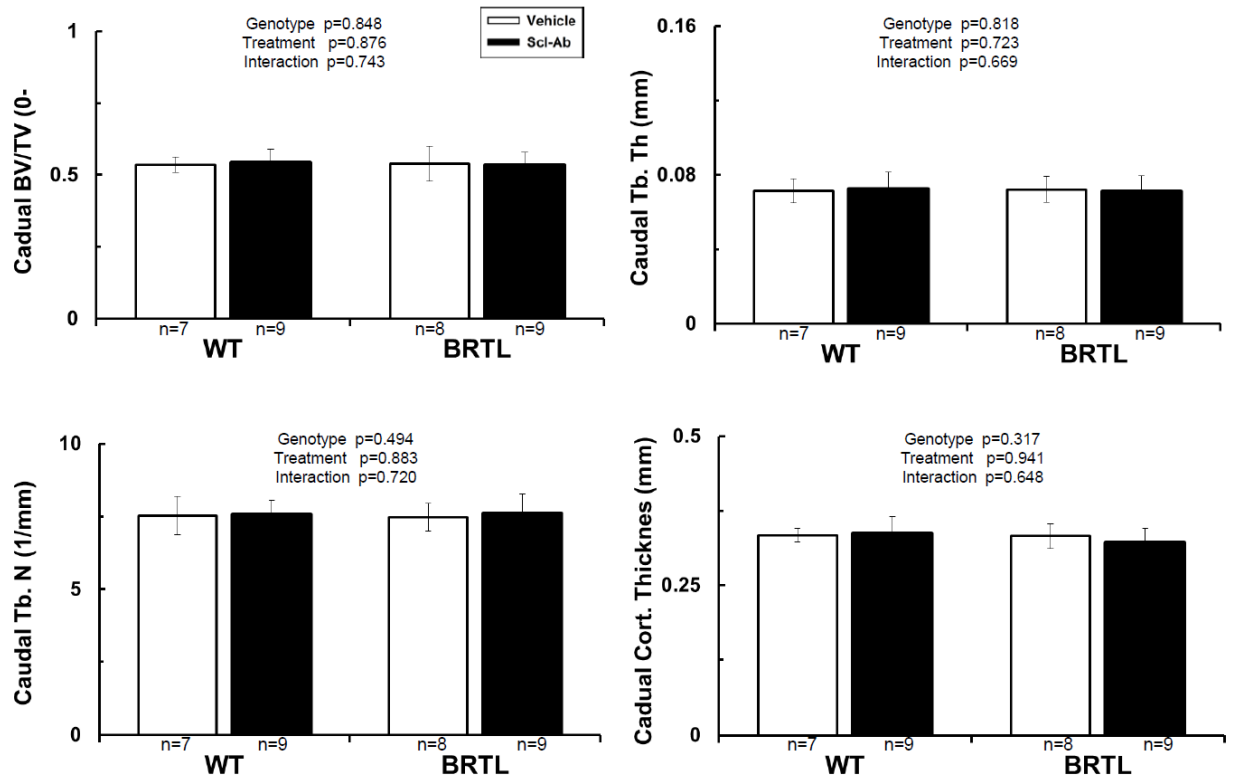 Cadual BV/TV (0-
1
0.5
0
Genotype p=0.848
Treatment p=0.876
Interaction p=0.743
Vehicle
Scl-Ab
n=7
n=9
n=8
n=9
WT
BRTL
Caudal Tb. Th (mm)
0.16
0.08
0
Genotype p=0.818
Treatment p=0.723
Interaction p=0.669
n=7
n=9
n=8
n=9
WT
BRTL
Caudal Tb. N (1/mm)
10
5
0
Genotype p=0.494
Treatment p=0.883
Interaction p=0.720
n=7
n=9
n=8
n=9
WT
BRTL
Cadual Cort. Thicknes (mm)
0.5
0.25
0
Genotype p=0.317
Treatment p=0.941
Interaction p=0.648
n=7
n=9
n=8
n=9
WT
BRTL